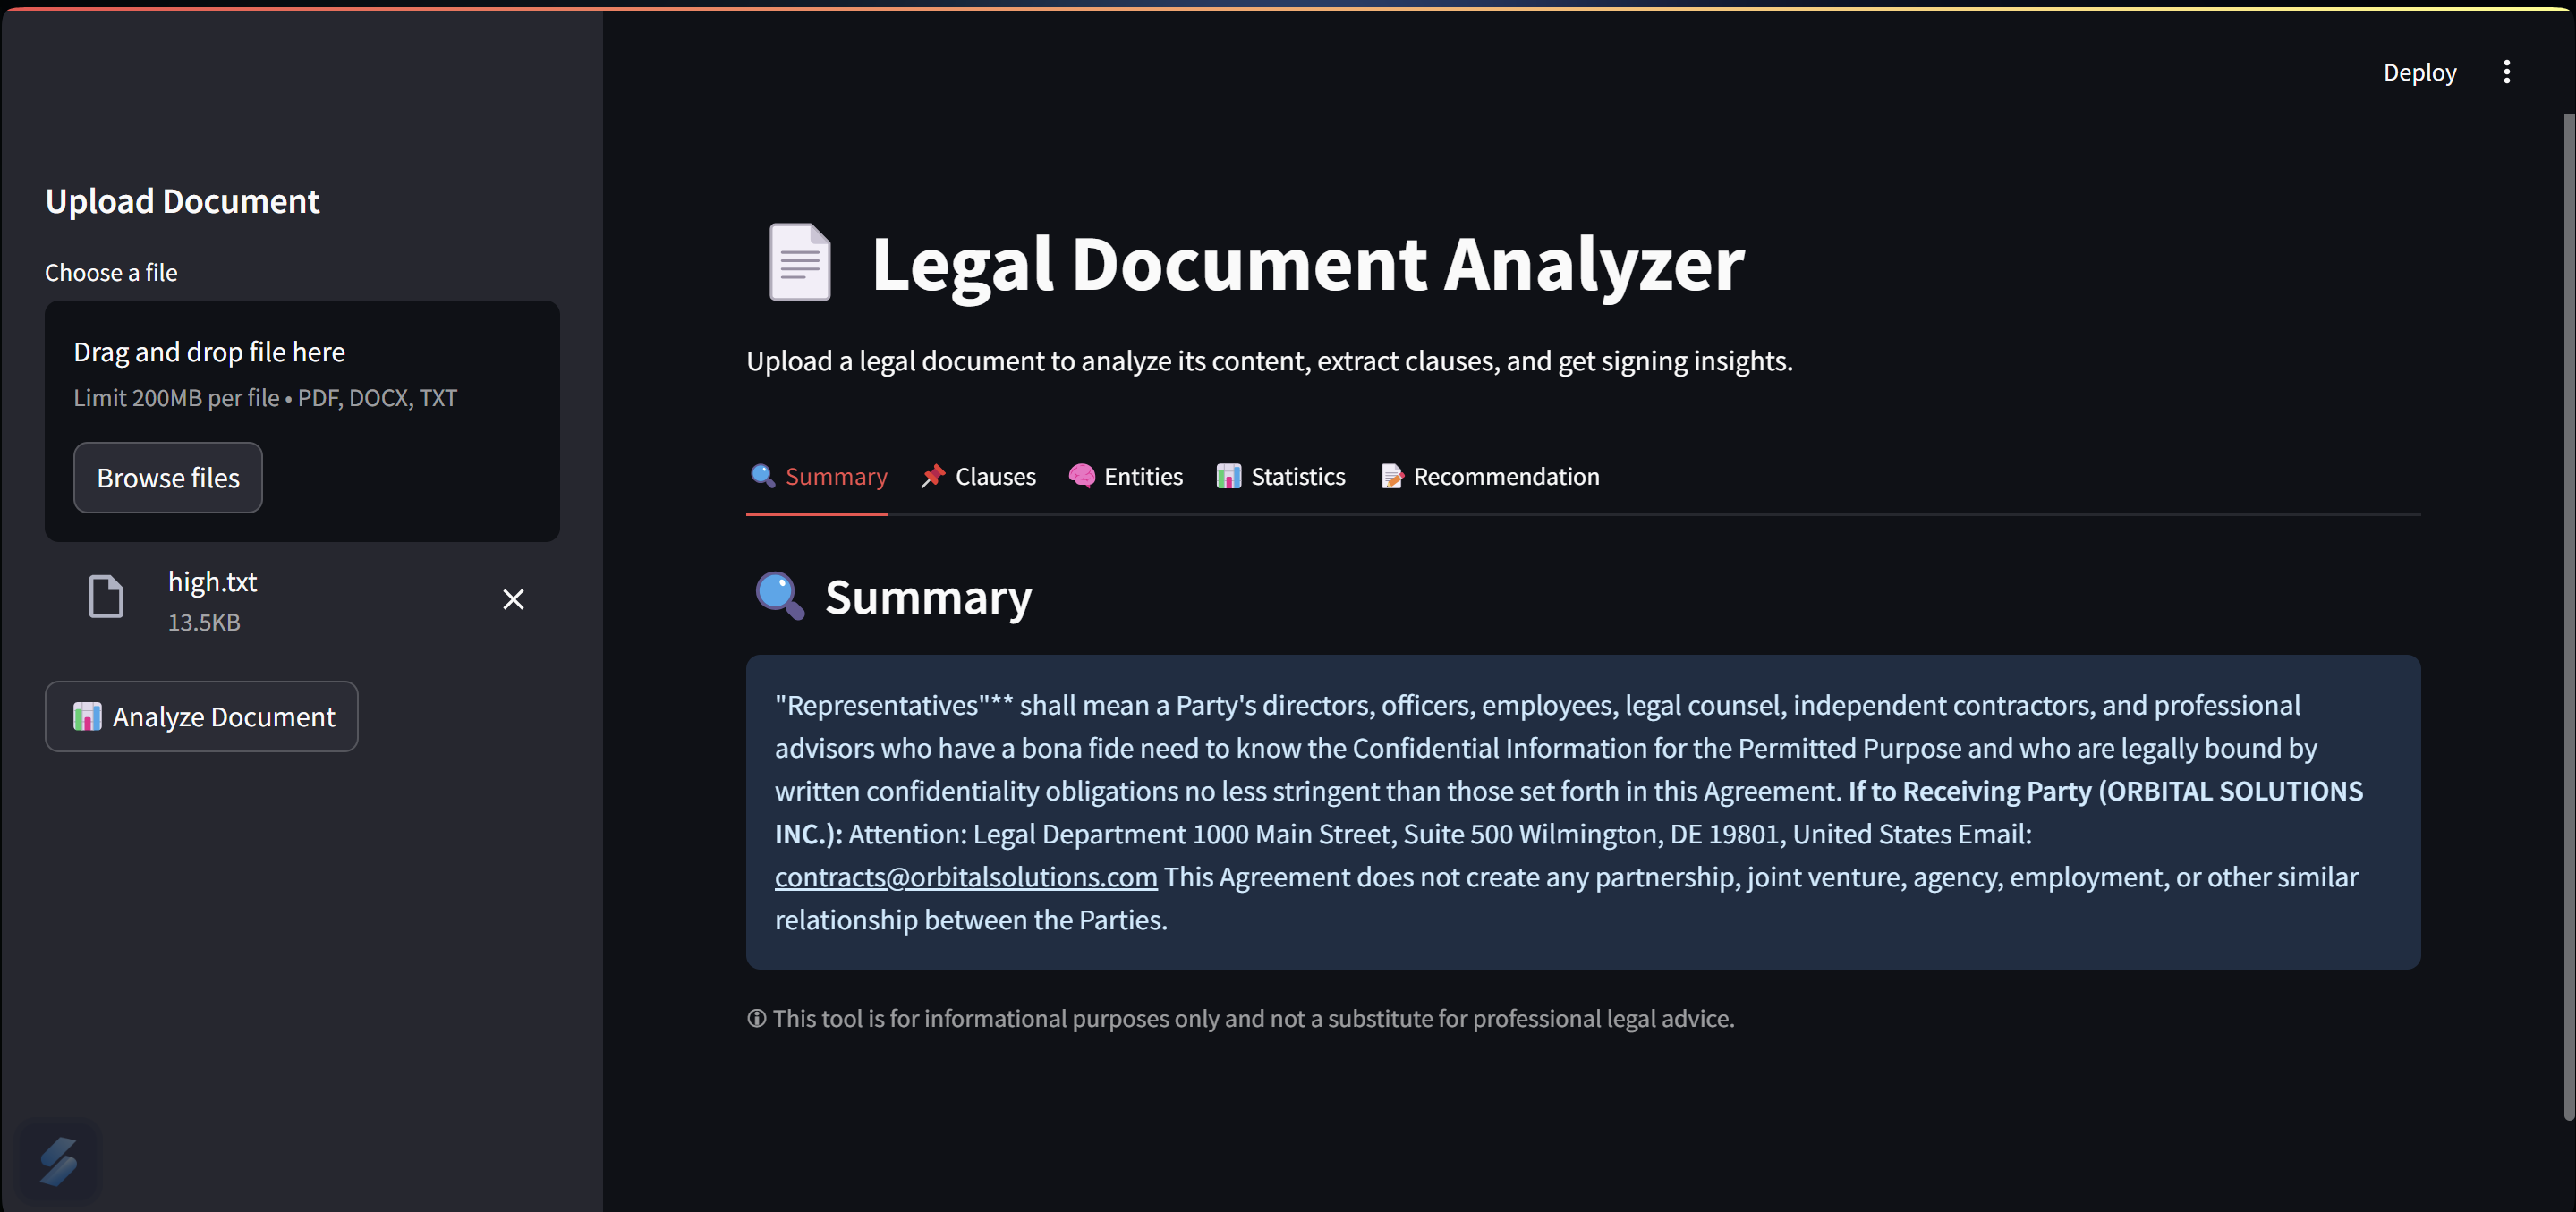 Deploy
Upload Document
Choose a file
Drag and drop file here
Limit 200MB per file • PDF, DOCX, TXT
Browse files
high.txt
13.5KB
Analyze Document
Legal Document Analyzer
Upload a legal document to analyze its content, extract clauses, and get signing insights.
Summary Clauses Entities Statistics Recommendation
Summary
"Representatives"** shall mean a Party's directors, officers, employees, legal counsel, independent contractors, and professional
advisors who have a bona fide need to know the Confidential Information for the Permitted Purpose and who are legally bound by
written confidentiality obligations no less stringent than those set forth in this Agreement. If to Receiving Party (ORBITAL SOLUTIONS
INC.): Attention: Legal Department 1000 Main Street, Suite 500 Wilmington, DE 19801, United States Email:
contracts@orbitalsolutions.com This Agreement does not create any partnership, joint venture, agency, employment, or other similar
relationship between the Parties.
This tool is for informational purposes only and not a substitute for professional legal advice.